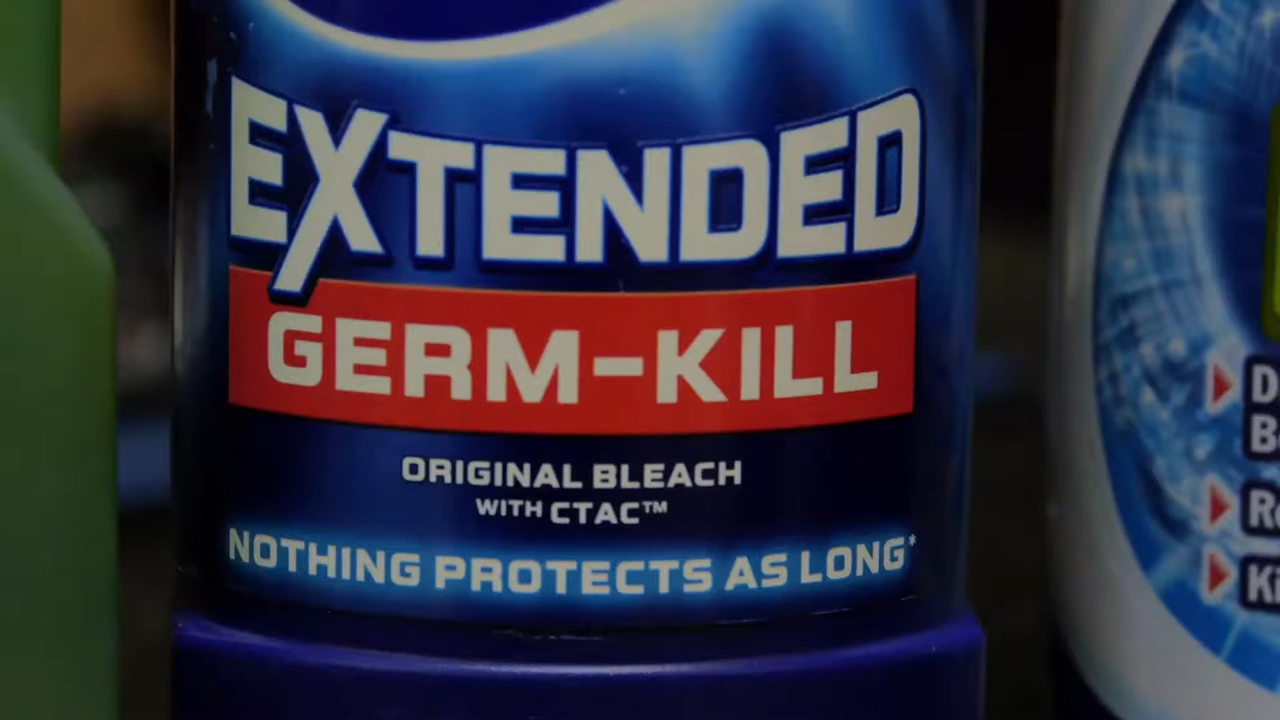 EXTENDED
GERM-KILL
ORIGINAL BLEACH
WITH CTAC™
NOTHING PROTECTS AS LONG*